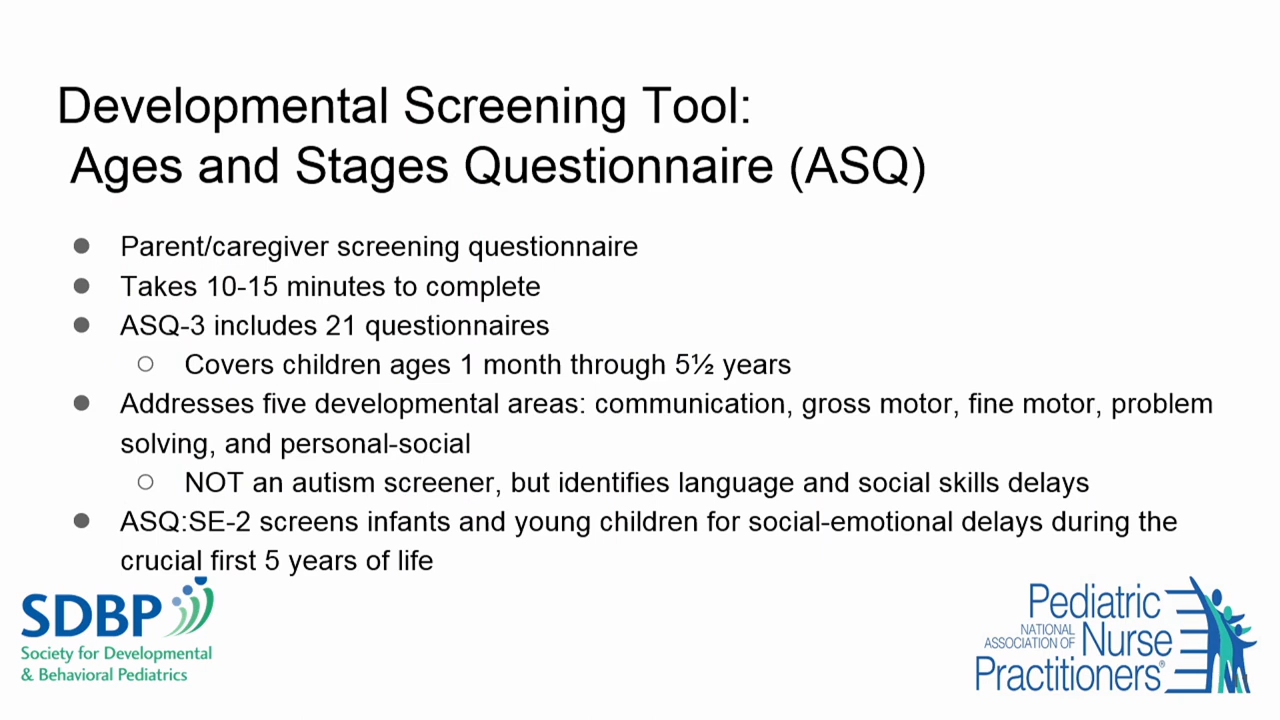 Developmental Screening Tool:
Ages and Stages Questionnaire (ASQ)
● Parent/caregiver screening questionnaire
● Takes 10-15 minutes to complete
● ASQ-3 includes 21 questionnaires
○ Covers children ages 1 month through 5½ years
● Addresses five developmental areas: communication, gross motor, fine motor, problem
solving, and personal-social
○ NOT an autism screener, but identifies language and social skills delays
● ASQ:SE-2 screens infants and young children for social-emotional delays during the
crucial first 5 years of life
SDBP
Society for Developmental
& Behavioral Pediatrics
Pediatric
NATIONAL
ASSOCIATION OF
Nurse
Practitioners®